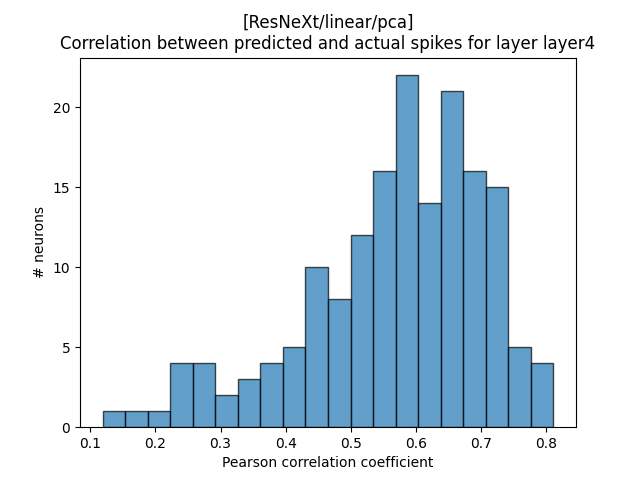 [ResNeXt/linear/pca]
Correlation between predicted and actual spikes for layer layer4
20
15
10
5
0
# neurons
0.1 0.2 0.3 0.4 0.5 0.6 0.7 0.8
Pearson correlation coefficient